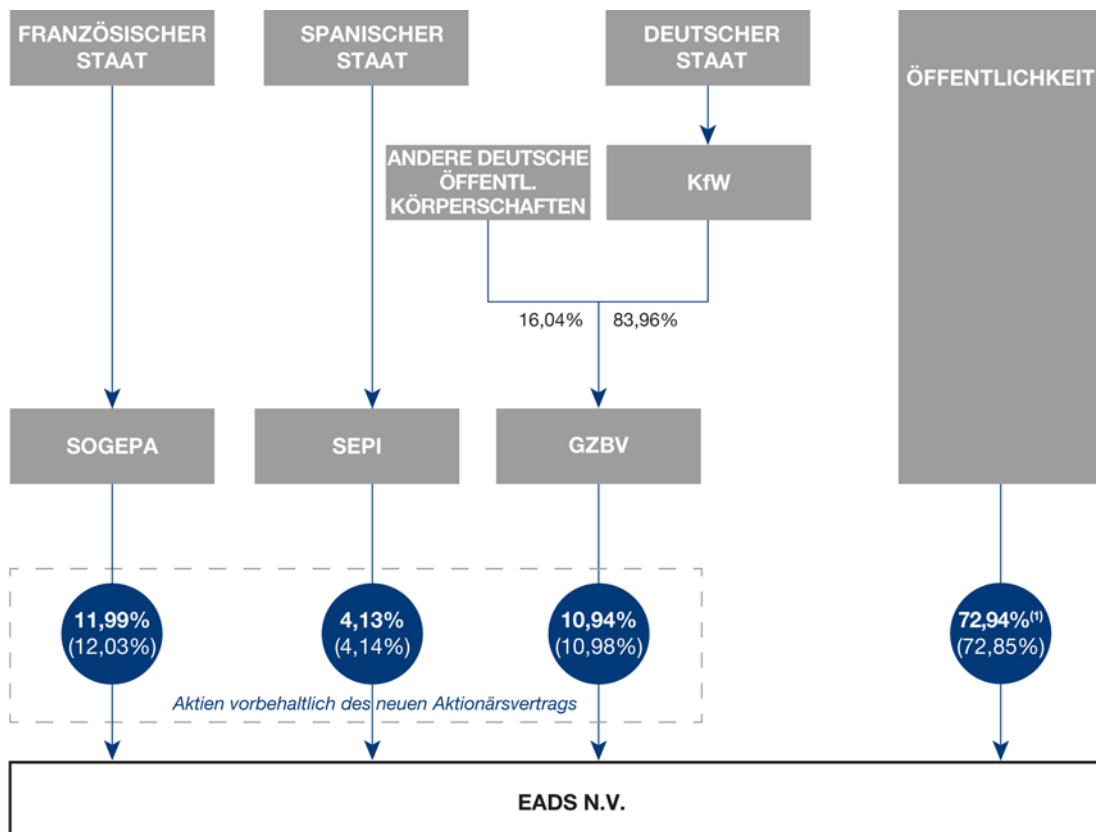 FRANZÖSISCHER
STAAT
SPANISCHER
STAAT
DEUTSCHER
STAAT
ÖFFENTLICHKEIT
ANDERE DEUTSCHE
ÖFFENTL.
KÖRPERSCHAFTEN
KfW
16,04%
83,96%
SOGEPA
SEPI
GZBV
11,99%
(12,03%)
4,13%
(4,14%)
10,94%
(10,98%)
72,94%(1)
(72,85%)
Aktien vorbehaltlich des neuen Aktionärsvertrags
EADS N.V.